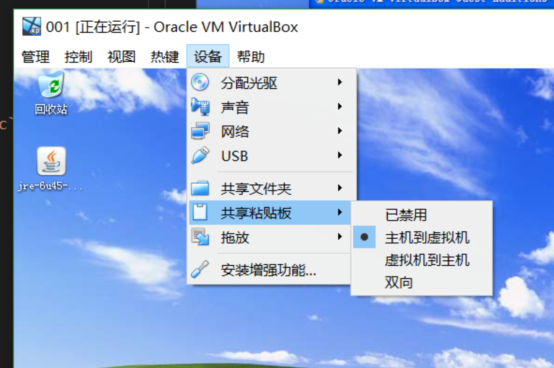 001 [正在运行] - Oracle VM VirtualBox
管理 控制 视图 热键 设备 帮助
分配光驱
声音
网络
USB
共享文件夹
共享粘贴板
拖放
安装增强功能...
已禁用
主机到虚拟机
虚拟机到主机
双向
回收站
jre-6u45-...